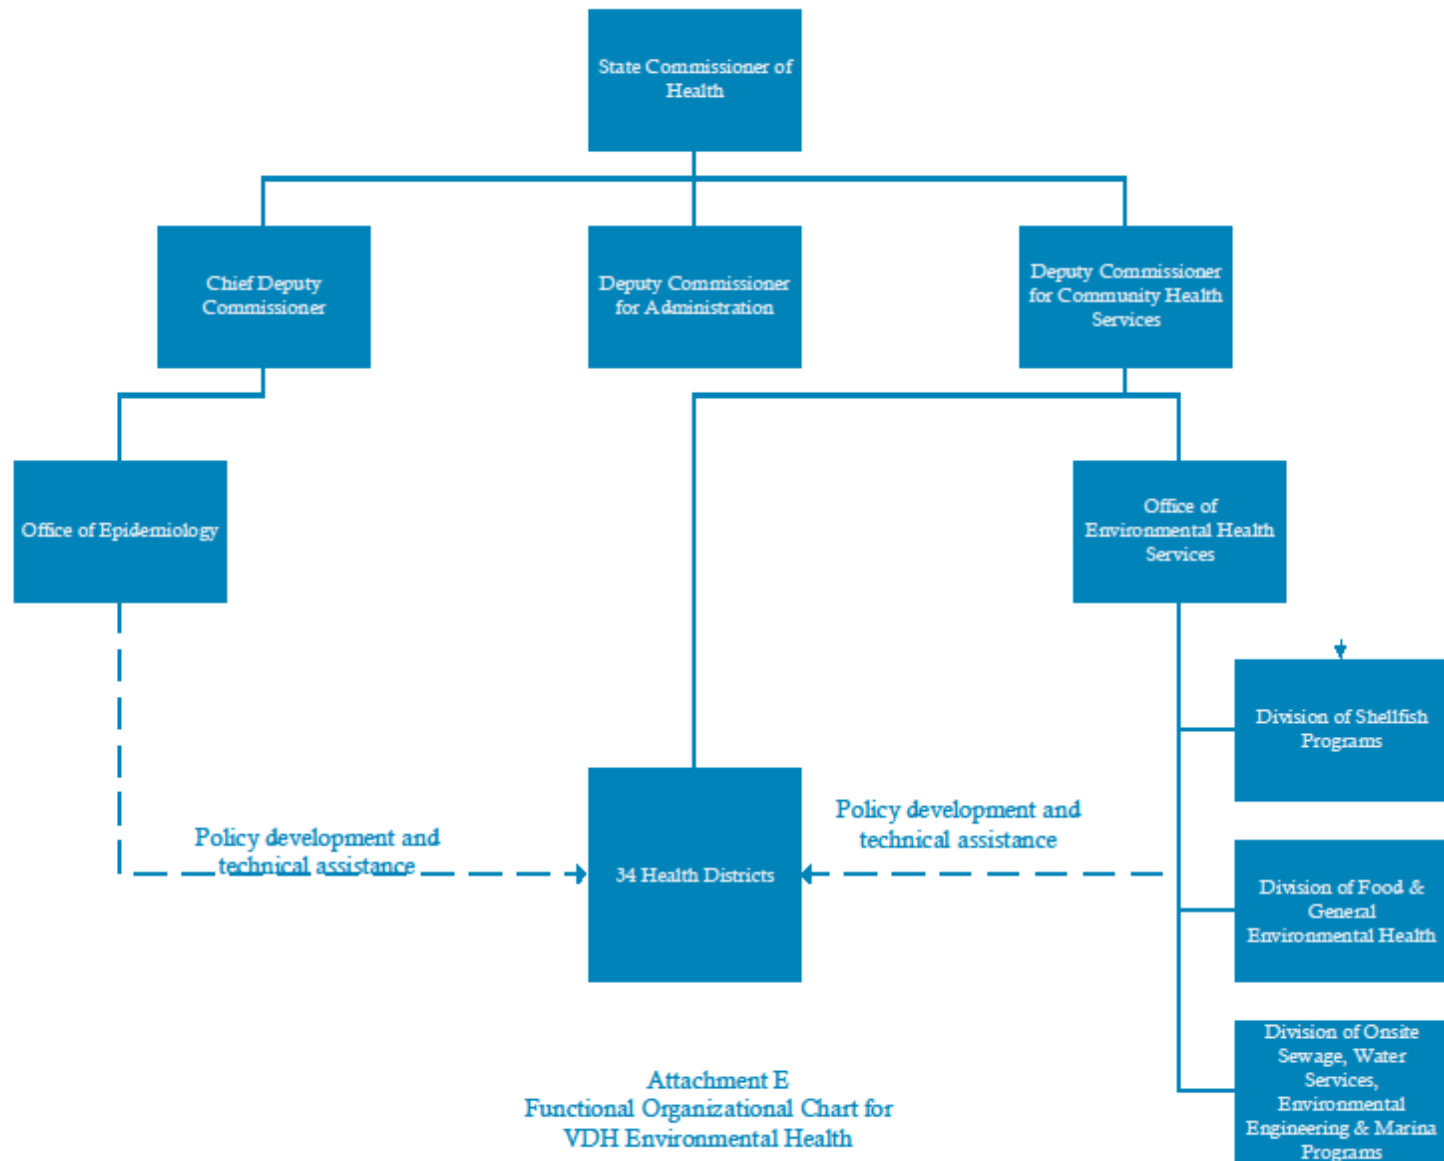 State Commissioner of
Health
Chief Deputy
Commissioner
Deputy Commissioner
for Administration
Deputy Commissioner
for Community Health
Services
Office of Epidemiology
Office of
Environmental Health
Services
Division of Shellfish
Programs
Policy development and
technical assistance
34 Health Districts
Policy development and
technical assistance
Division of Food &
General
Environmental Health
Division of Onsite
Sewage, Water
Services,
Environmental
Engineering & Marina
Programs
Attachment E
Functional Organizational Chart for
VDH Environmental Health